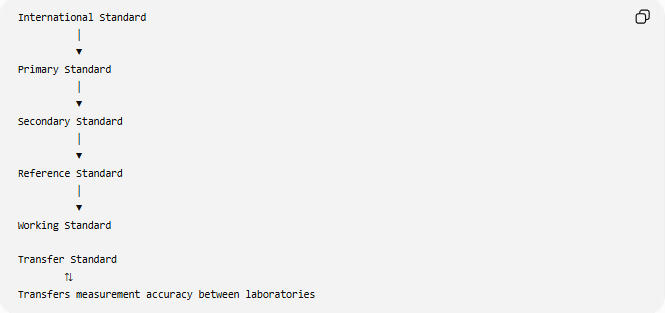 International Standard
│
▼
Primary Standard
│
▼
Secondary Standard
│
▼
Reference Standard
│
▼
Working Standard
Transfer Standard
⇅
Transfers measurement accuracy between laboratories